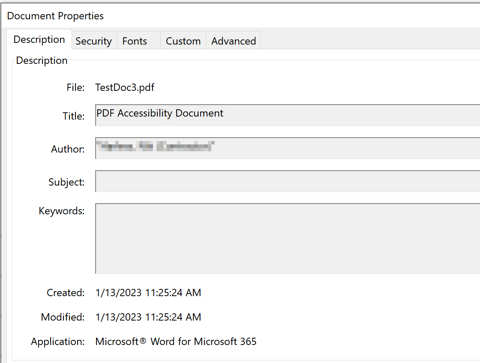 Document Properties
Description Security Fonts Custom Advanced
Description
File: TestDoc3.pdf
Title: PDF Accessibility Document
Author:
Subject:
Keywords:
Created: 1/13/2023 11:25:24 AM
Modified: 1/13/2023 11:25:24 AM
Application: Microsoft® Word for Microsoft 365